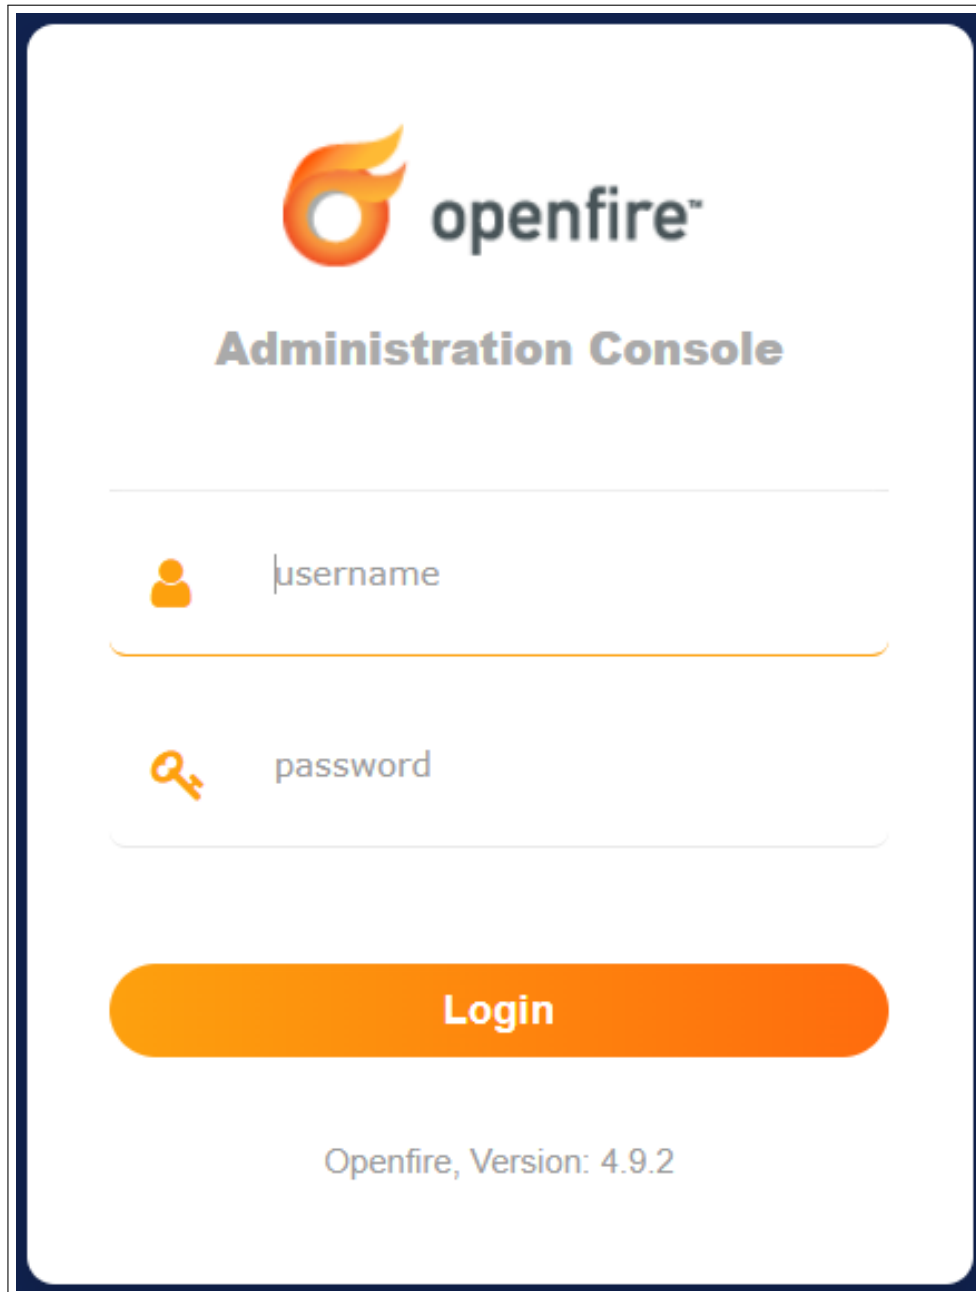 openfire™
Administration Console
username
password
Login
Openfire, Version: 4.9.2